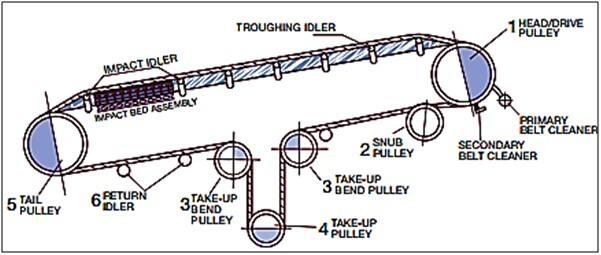 TROUGHING IDLER
1 HEAD/DRIVE
PULLEY
IMPACT IDLER
IMPACT BED ASSEMBLY
PRIMARY
BELT CLEANER
SECONDARY
BELT CLEANER
2 SNUB
PULLEY
3 TAKE-UP
BEND PULLEY
3 TAKE-UP
BEND
PULLEY
4 TAKE-UP
PULLEY
5 TAIL
PULLEY
6 RETURN
IDLER